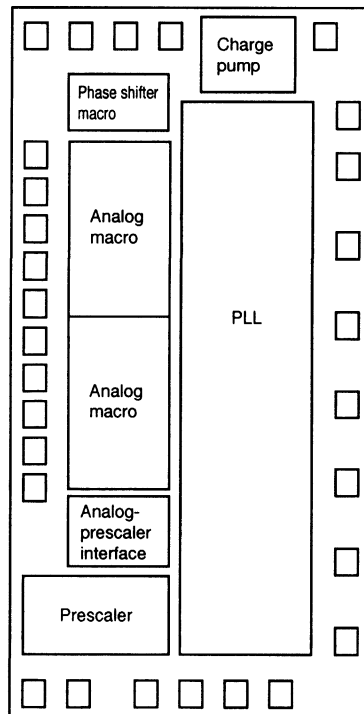 Charge
pump
Phase shifter
macro
Analog
macro
PLL
Analog
macro
Analog-
prescaler
interface
Prescaler